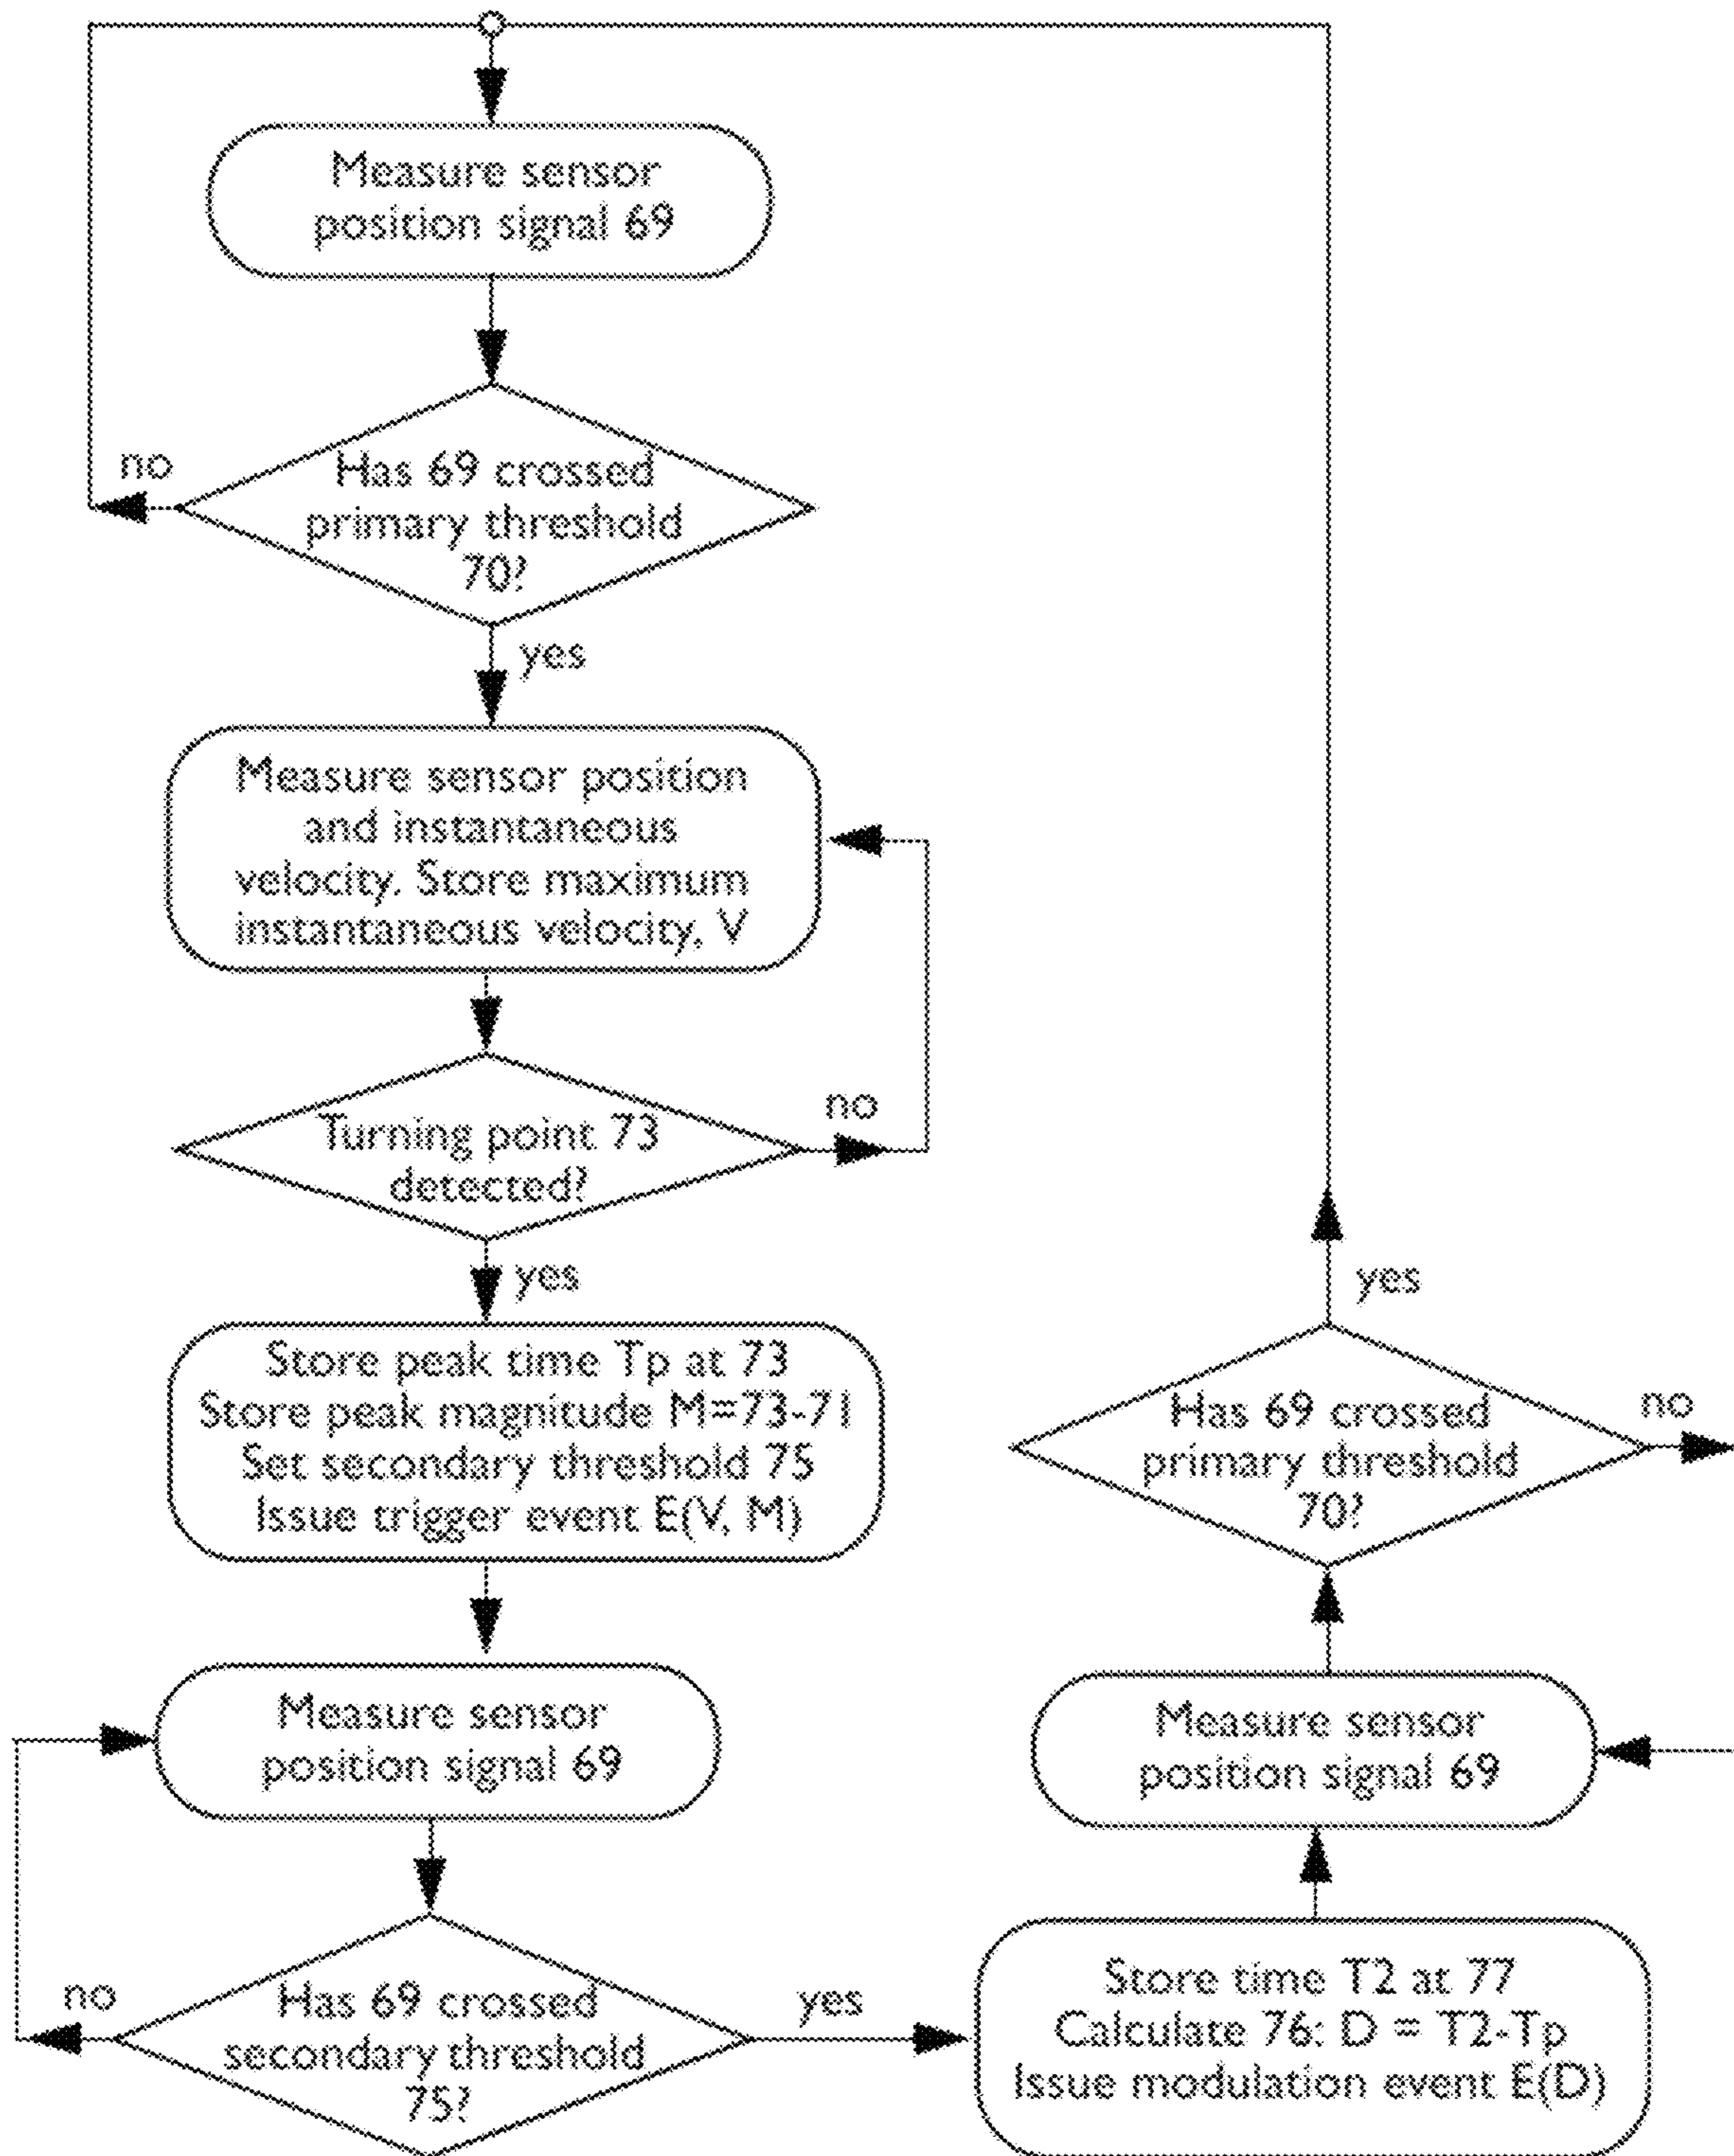 Measure sensor
position signal 69
no
Has 69 crossed
primary threshold
70?
yes
Measure sensor position
and instantaneous
velocity. Store maximum
instantaneous velocity, V
no
Turning point 73
detected?
yes
Store peak time Tp at 73
Store peak magnitude M=73-71
Set secondary threshold 75
Issue trigger event E(V, M)
Measure sensor
position signal 69
no
Has 69 crossed
secondary threshold
75?
yes
Store time T2 at 77
Calculate 76: D = T2-Tp
Issue modulation event E(D)
Measure sensor
position signal 69
Has 69 crossed
primary threshold
70?
no
yes